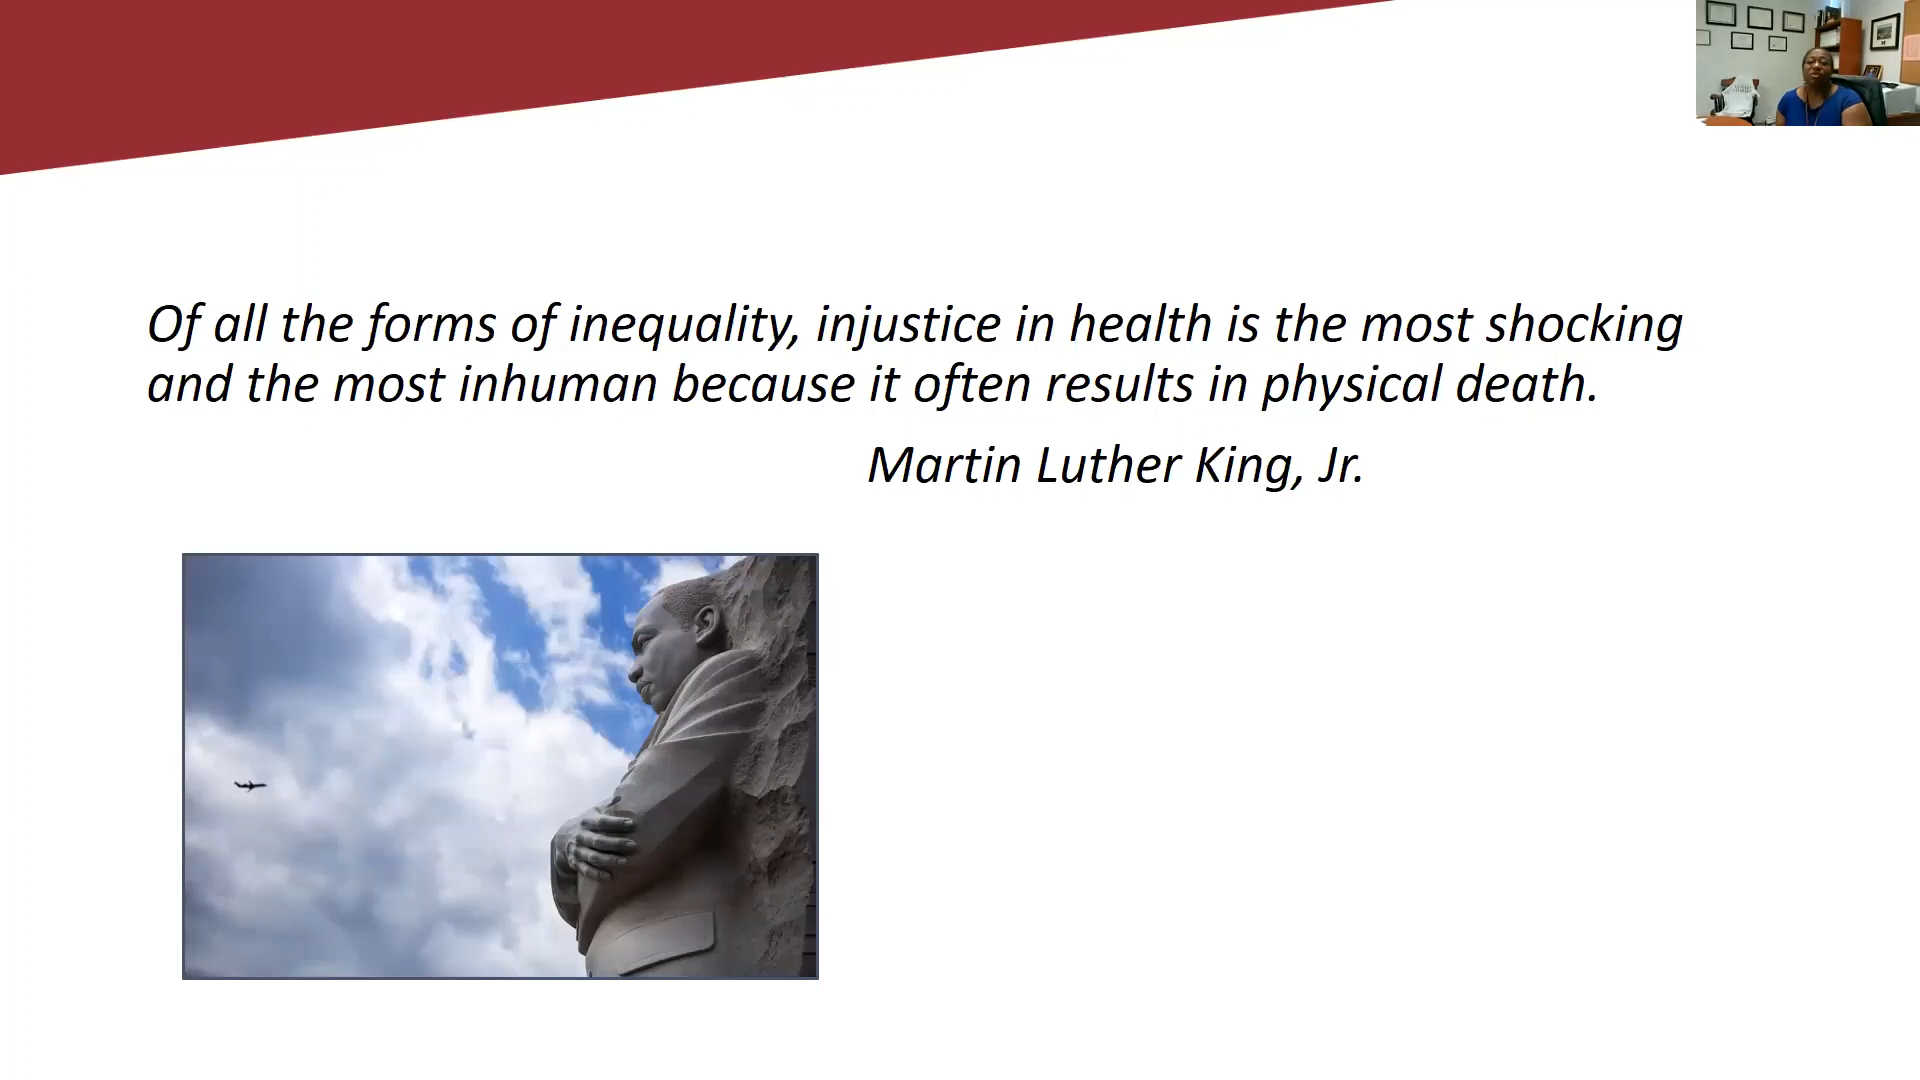 Of all the forms of inequality, injustice in health is the most shocking
and the most inhuman because it often results in physical death.
Martin Luther King, Jr.